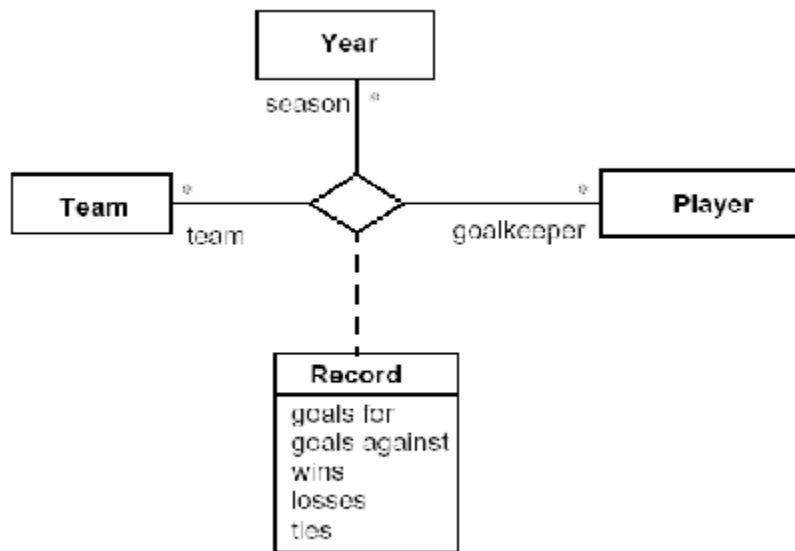 Year
season *
Team
*
team
*
goalkeeper
Player
Record
goals for
goals against
wins
losses
ties